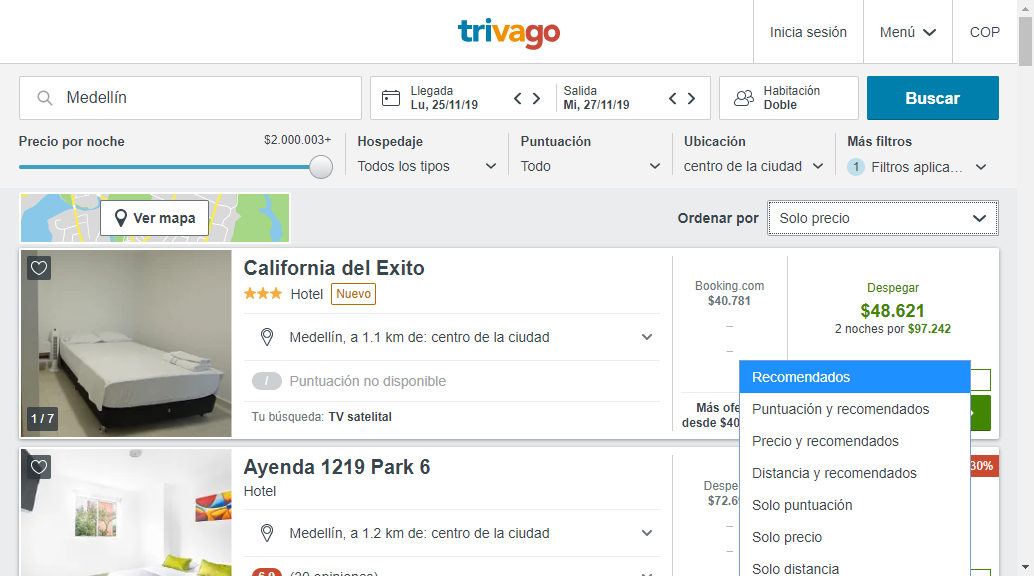 trivago
Inicia sesión
Menú
COP
Medellín
Llegada
Lu, 25/11/19
Salida
Mi, 27/11/19
Habitación
Doble
Buscar
Precio por noche
$2.000.003+
Hospedaje
Todos los tipos
Puntuación
Todo
Ubicación
centro de la ciudad
Más filtros
1 Filtros aplica...
Ver mapa
Ordenar por
Solo precio
California del Exito
Hotel Nuevo
Medellín, a 1.1 km de: centro de la ciudad
/ Puntuación no disponible
Tu búsqueda: TV satelital
1 / 7
Booking.com
$40.781
–
–
Más ofe
desde $40
Despegar
$48.621
2 noches por $97.242
Recomendados
Puntuación y recomendados
Precio y recomendados
Distancia y recomendados
Solo puntuación
Solo precio
Solo distancia
Ayenda 1219 Park 6
Hotel
Medellín, a 1.2 km de: centro de la ciudad
Despe
$72.6
–
–
30%